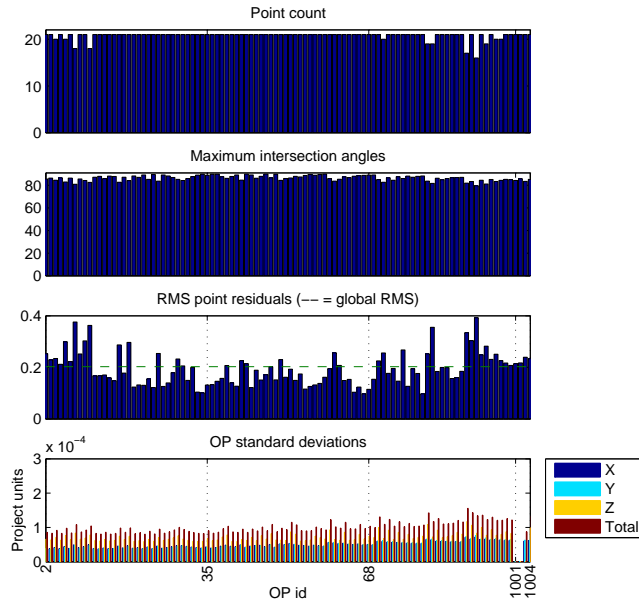 Point count
20
10
0
Maximum intersection angles
80
60
40
20
0
RMS point residuals (−− = global RMS)
0.4
0.2
0
OP standard deviations
x 10^-4
3
2
1
0
Project units
2
35
68
1001
1004
OP id
X
Y
Z
Total